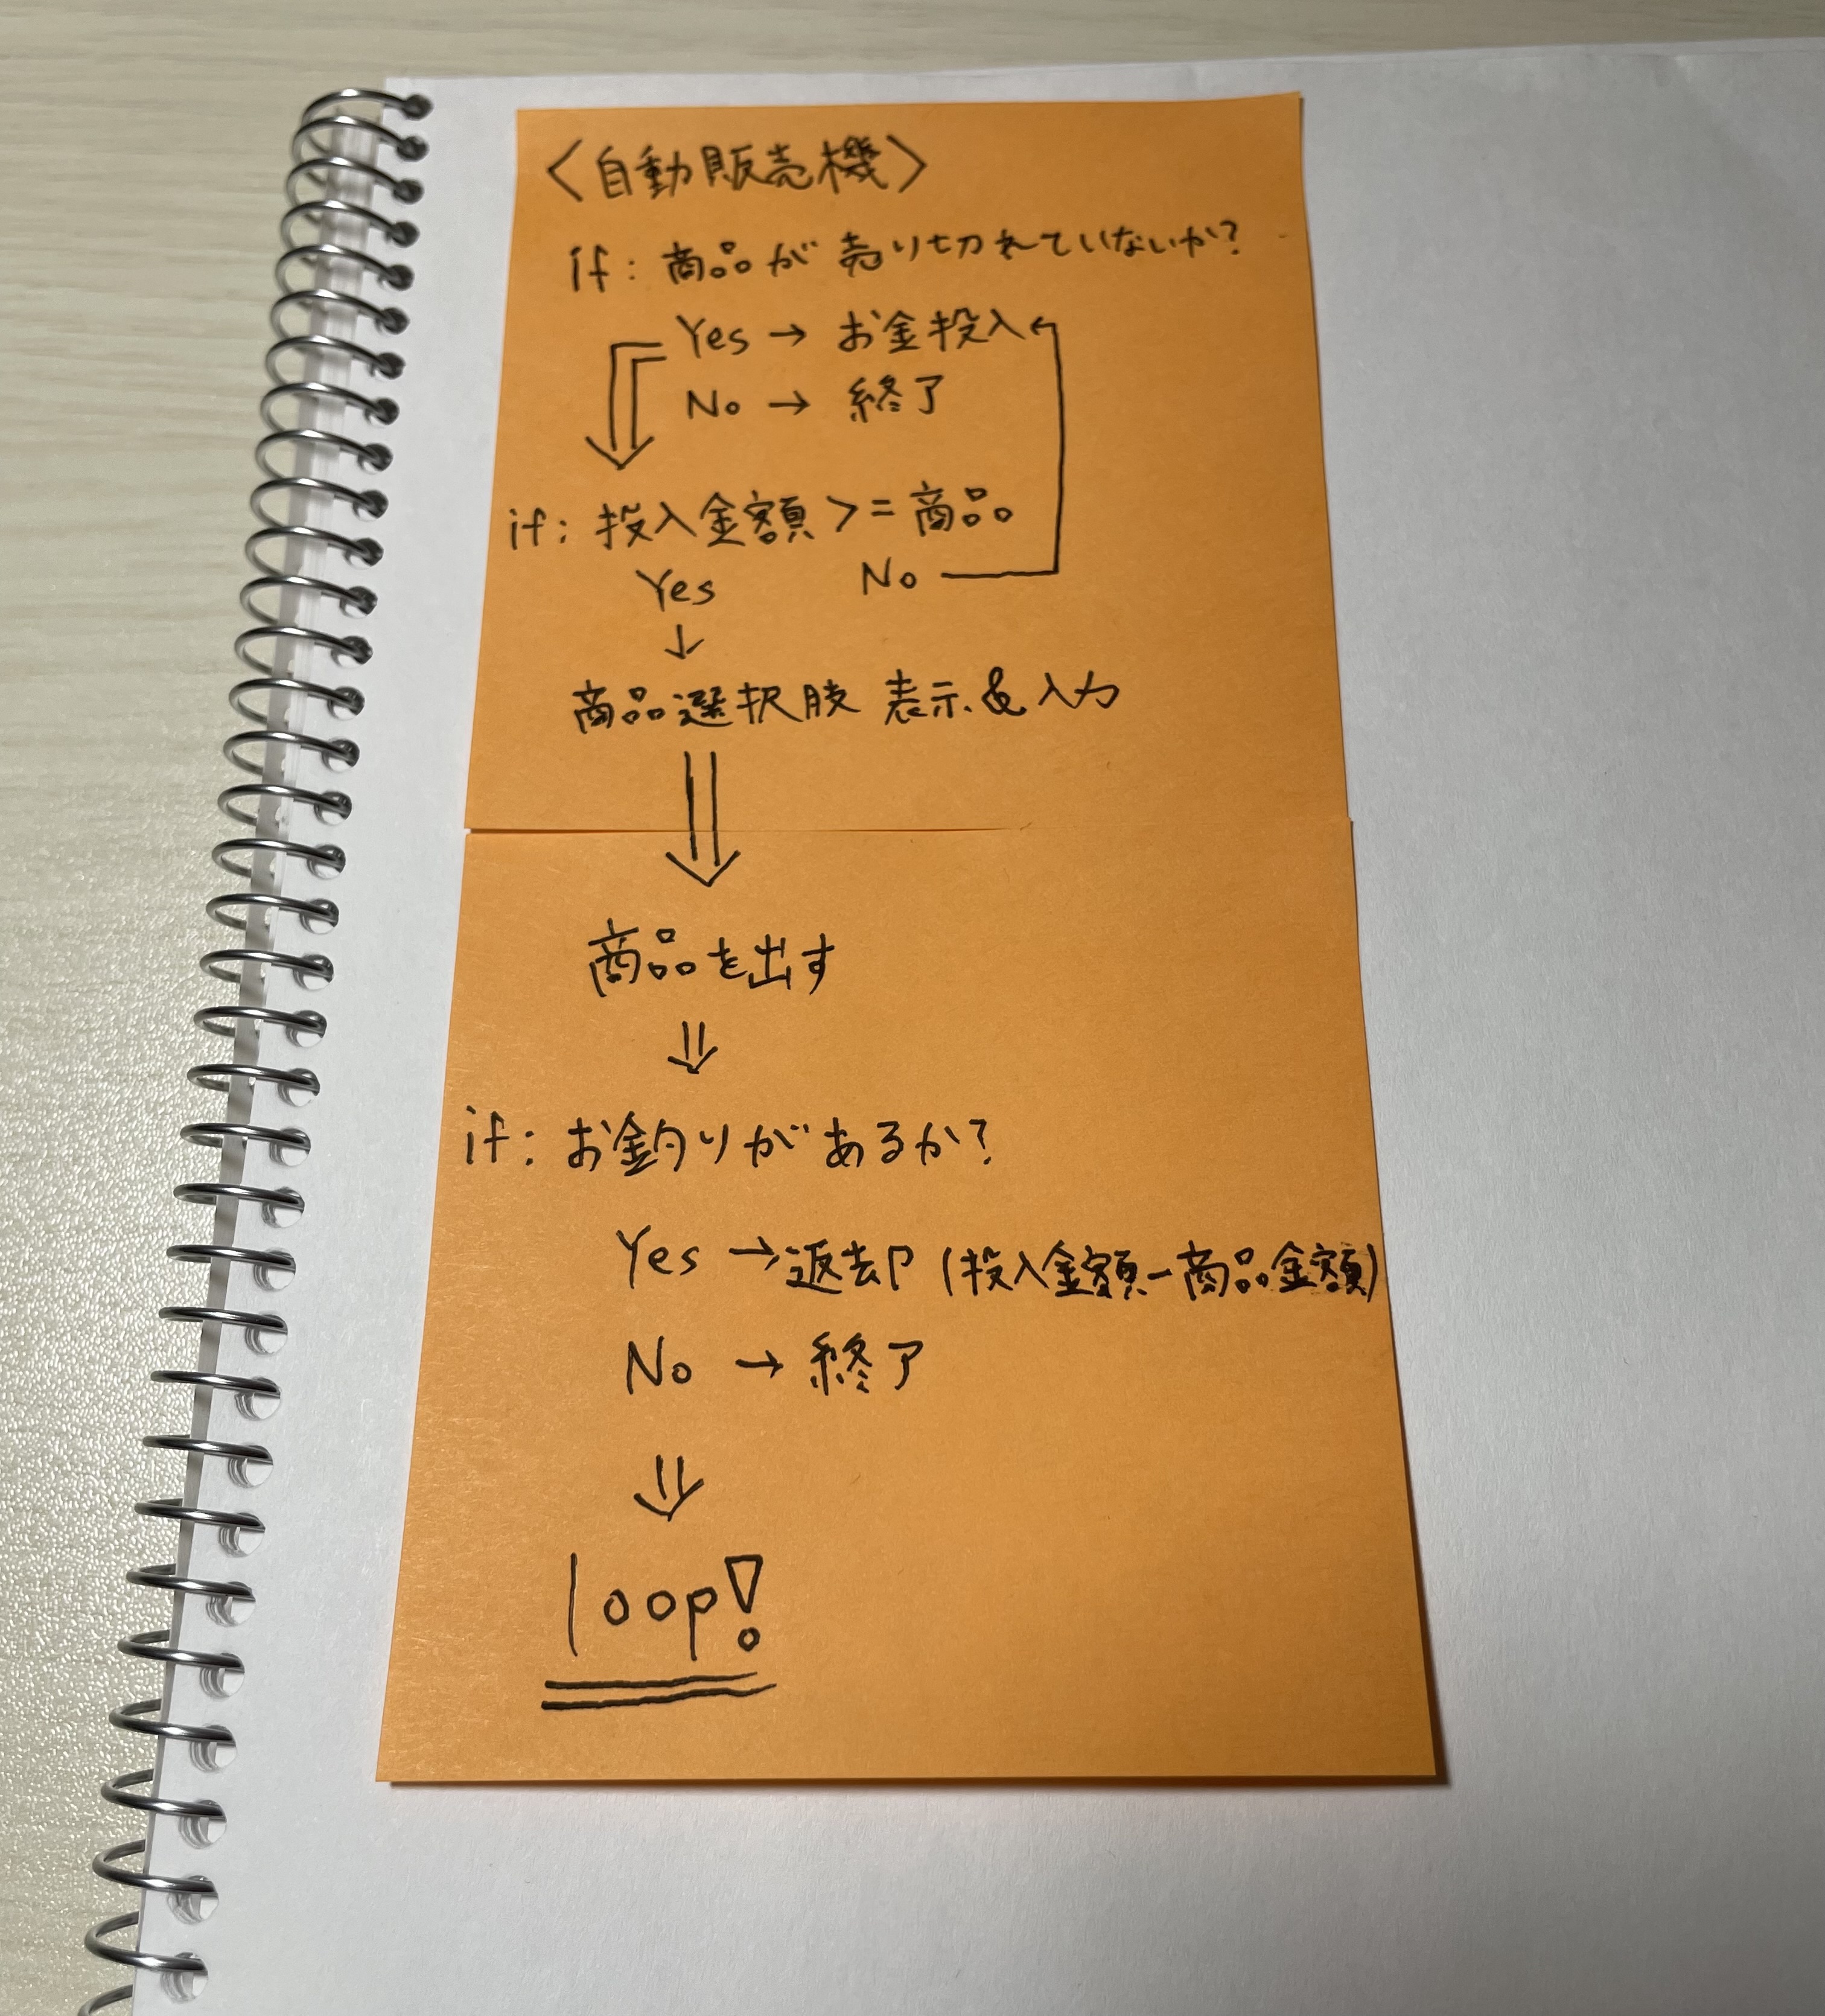 〈自動販売機〉
if: 商品が売り切れていないか?
Yes → お金投入
No → 終了
if: 投入金額 >= 商品
Yes No
↓
商品選択肢 表示&入力
商品を出す
if: お釣りがあるか?
Yes → 返却 (投入金額-商品金額)
No → 終了
loop!